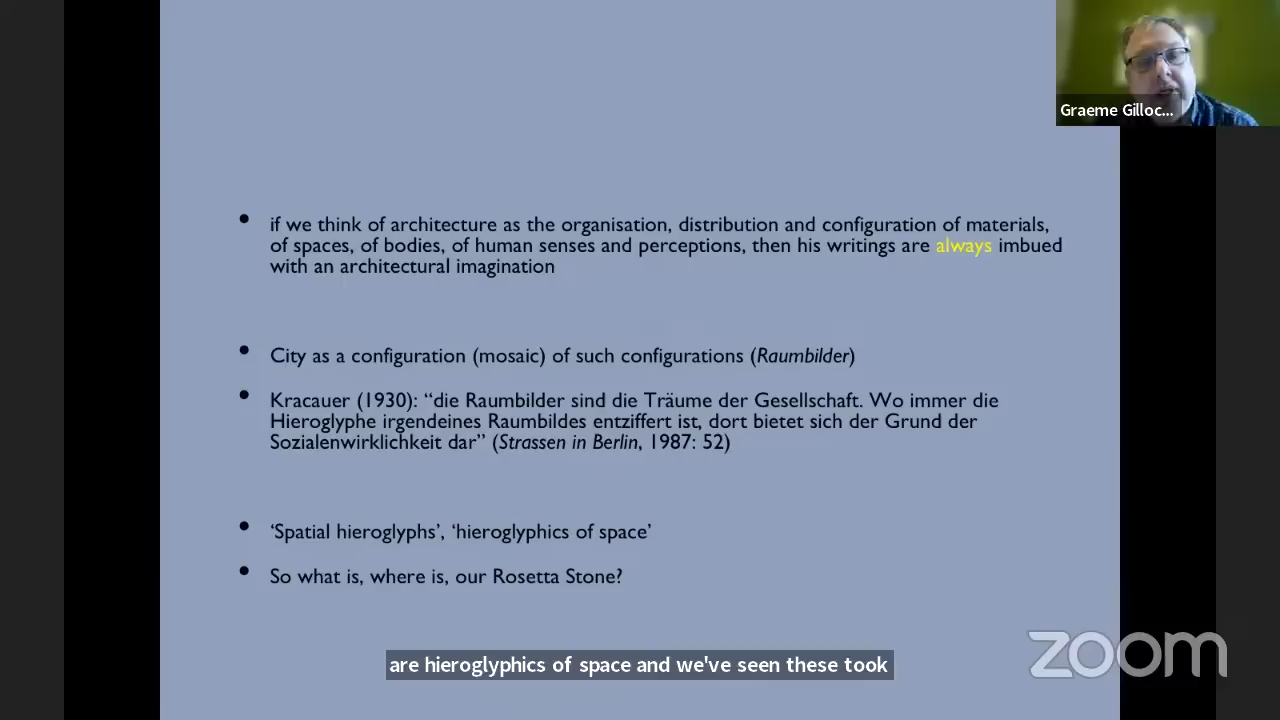 Graeme Gilloc...
• if we think of architecture as the organisation, distribution and configuration of materials,
of spaces, of bodies, of human senses and perceptions, then his writings are always imbued
with an architectural imagination
• City as a configuration (mosaic) of such configurations (Raumbilder)
• Kracauer (1930): “die Raumbilder sind die Träume der Gesellschaft. Wo immer die
Hieroglyphe irgendeines Raumbildes entziffert ist, dort bietet sich der Grund der
Sozialenwirklichkeit dar” (Strassen in Berlin, 1987: 52)
• ‘Spatial hieroglyphs’, ‘hieroglyphics of space’
• So what is, where is, our Rosetta Stone?
are hieroglyphics of space and we've seen these took
zoom